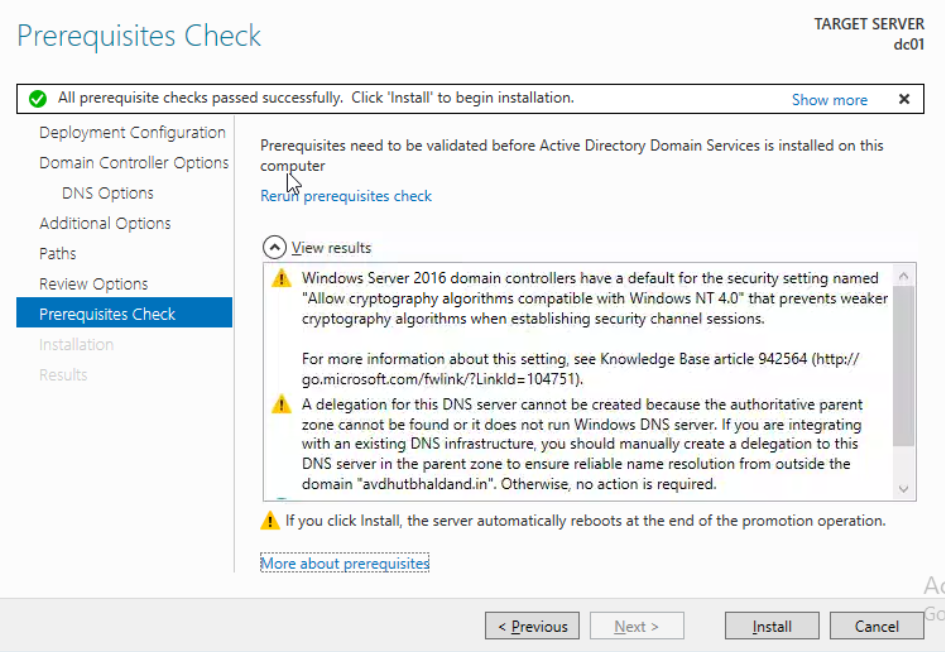 Prerequisites Check
TARGET SERVER
dc01
All prerequisite checks passed successfully.  Click 'Install' to begin installation.
Show more
Deployment Configuration
Domain Controller Options
DNS Options
Additional Options
Paths
Review Options
Prerequisites Check
Installation
Results
Prerequisites need to be validated before Active Directory Domain Services is installed on this
computer
Rerun prerequisites check
View results
Windows Server 2016 domain controllers have a default for the security setting named
"Allow cryptography algorithms compatible with Windows NT 4.0" that prevents weaker
cryptography algorithms when establishing security channel sessions.
For more information about this setting, see Knowledge Base article 942564 (http://
go.microsoft.com/fwlink/?LinkId=104751).
A delegation for this DNS server cannot be created because the authoritative parent
zone cannot be found or it does not run Windows DNS server. If you are integrating
with an existing DNS infrastructure, you should manually create a delegation to this
DNS server in the parent zone to ensure reliable name resolution from outside the
domain "avdhutbhaldand.in". Otherwise, no action is required.
If you click Install, the server automatically reboots at the end of the promotion operation.
More about prerequisites
< Previous
Next >
Install
Cancel